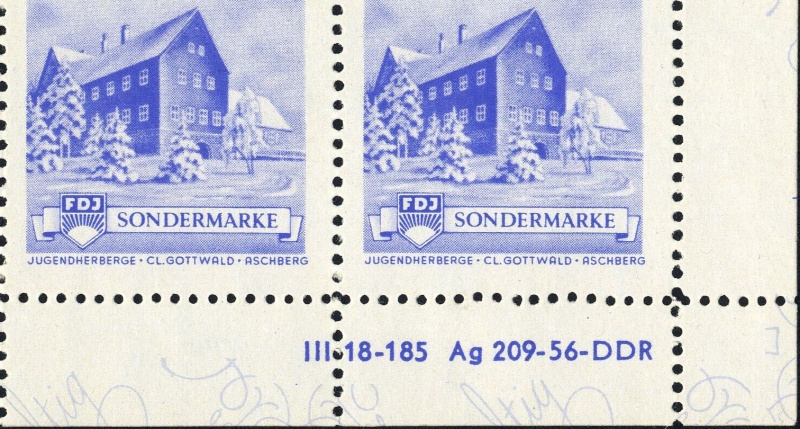 FDJ SONDERMARKE
JUGENDHERBERGE · CL. GOTTWALD · ASCHBERG
FDJ SONDERMARKE
JUGENDHERBERGE · CL. GOTTWALD · ASCHBERG
III-18-185 Ag 209-56-DDR